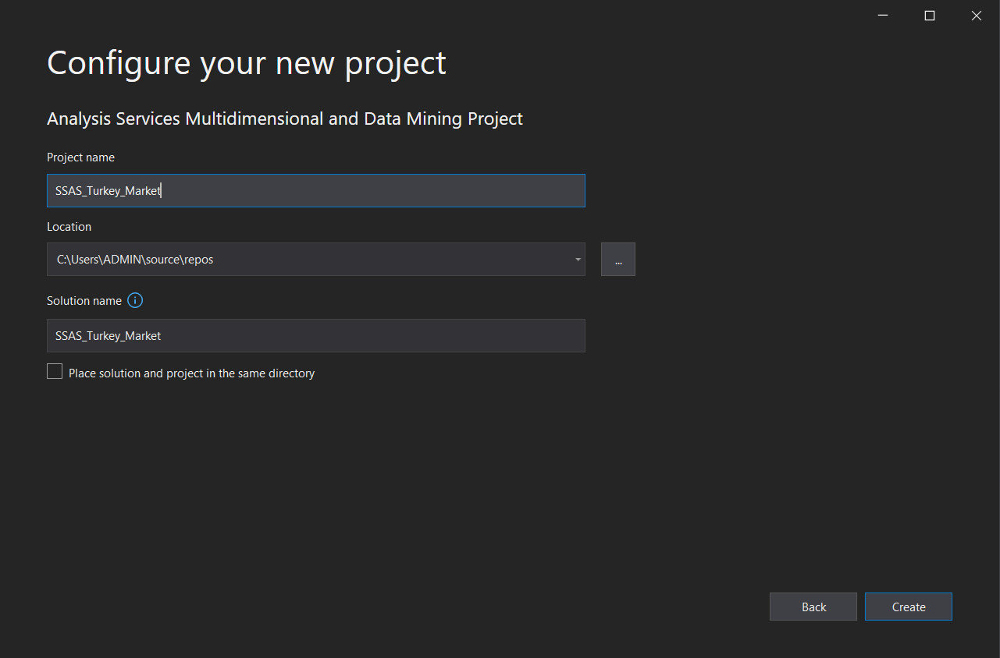 Configure your new project
Analysis Services Multidimensional and Data Mining Project
Project name
SSAS_Turkey_Market
Location
C:\Users\ADMIN\source\repos
...
Solution name
SSAS_Turkey_Market
Place solution and project in the same directory
Back
Create